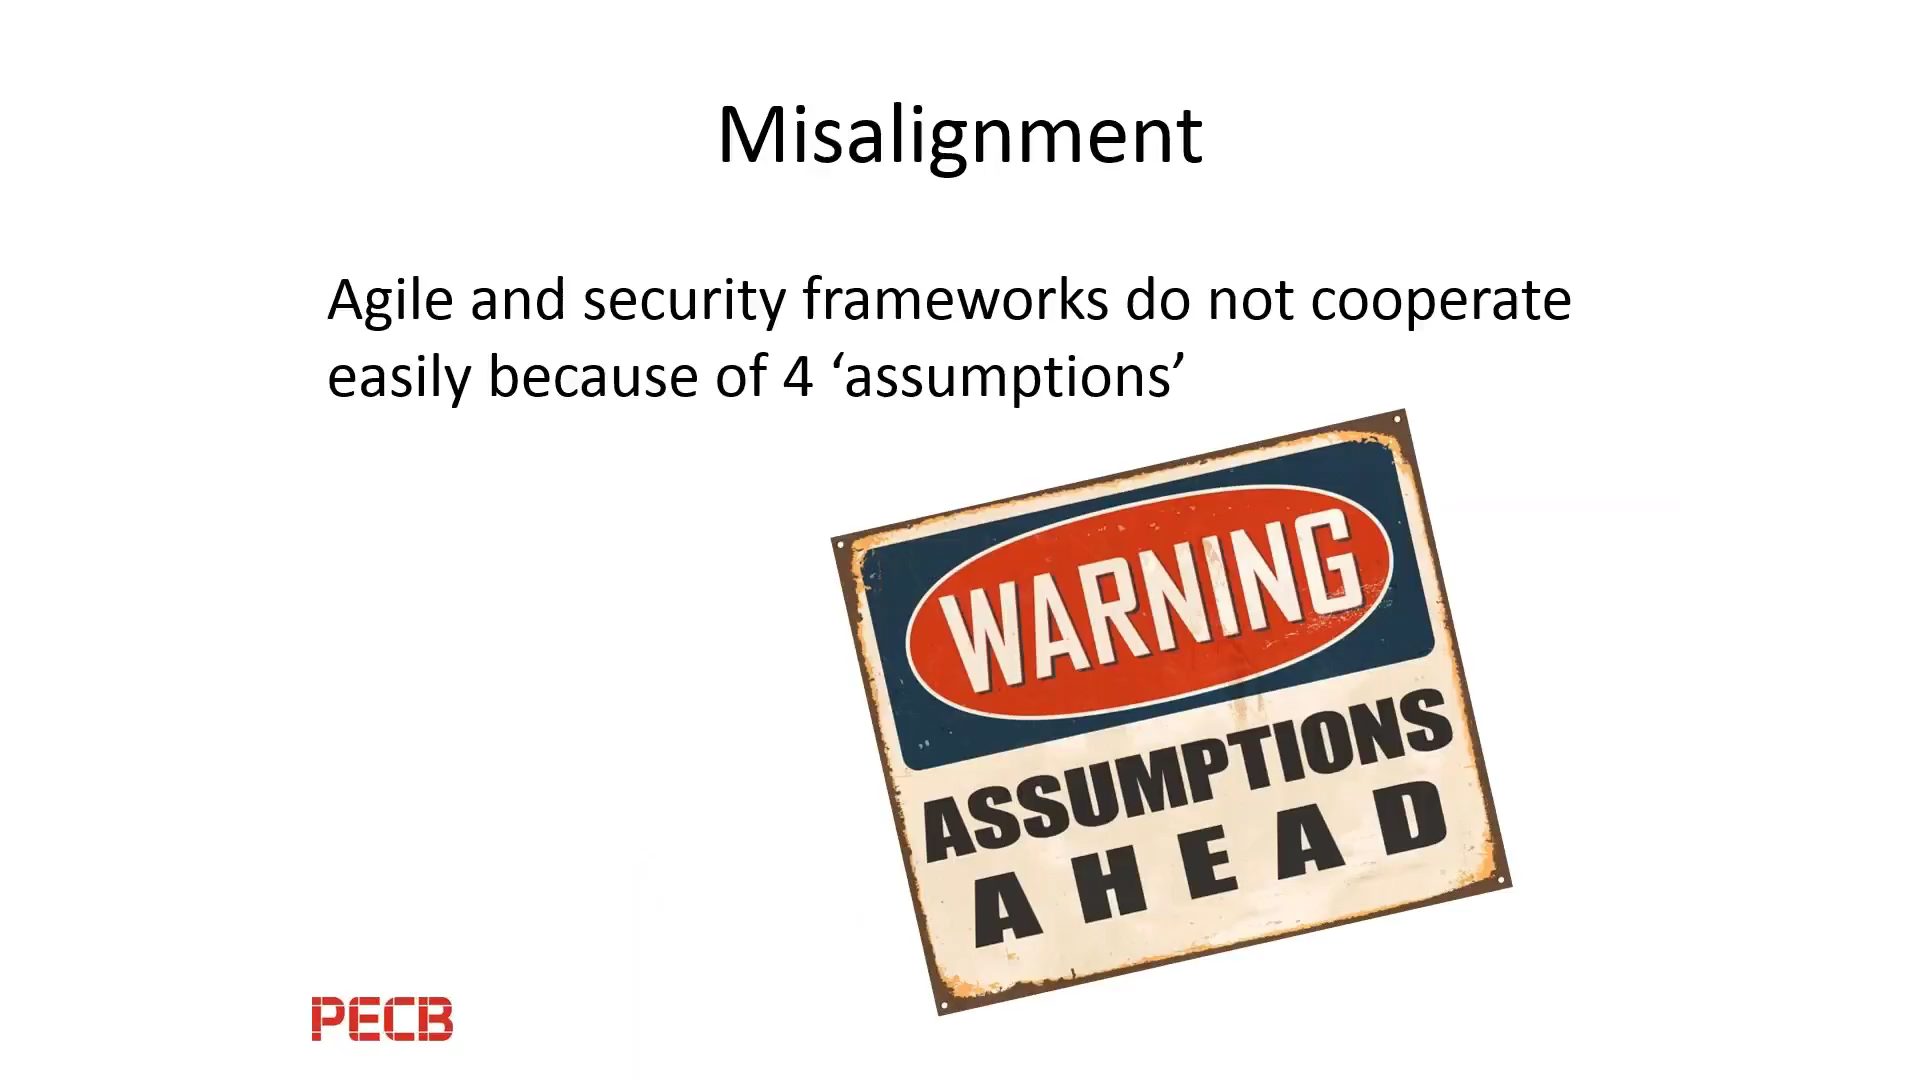 Misalignment
Agile and security frameworks do not cooperate
easily because of 4 ‘assumptions’
WARNING
ASSUMPTIONS
AHEAD
PECB